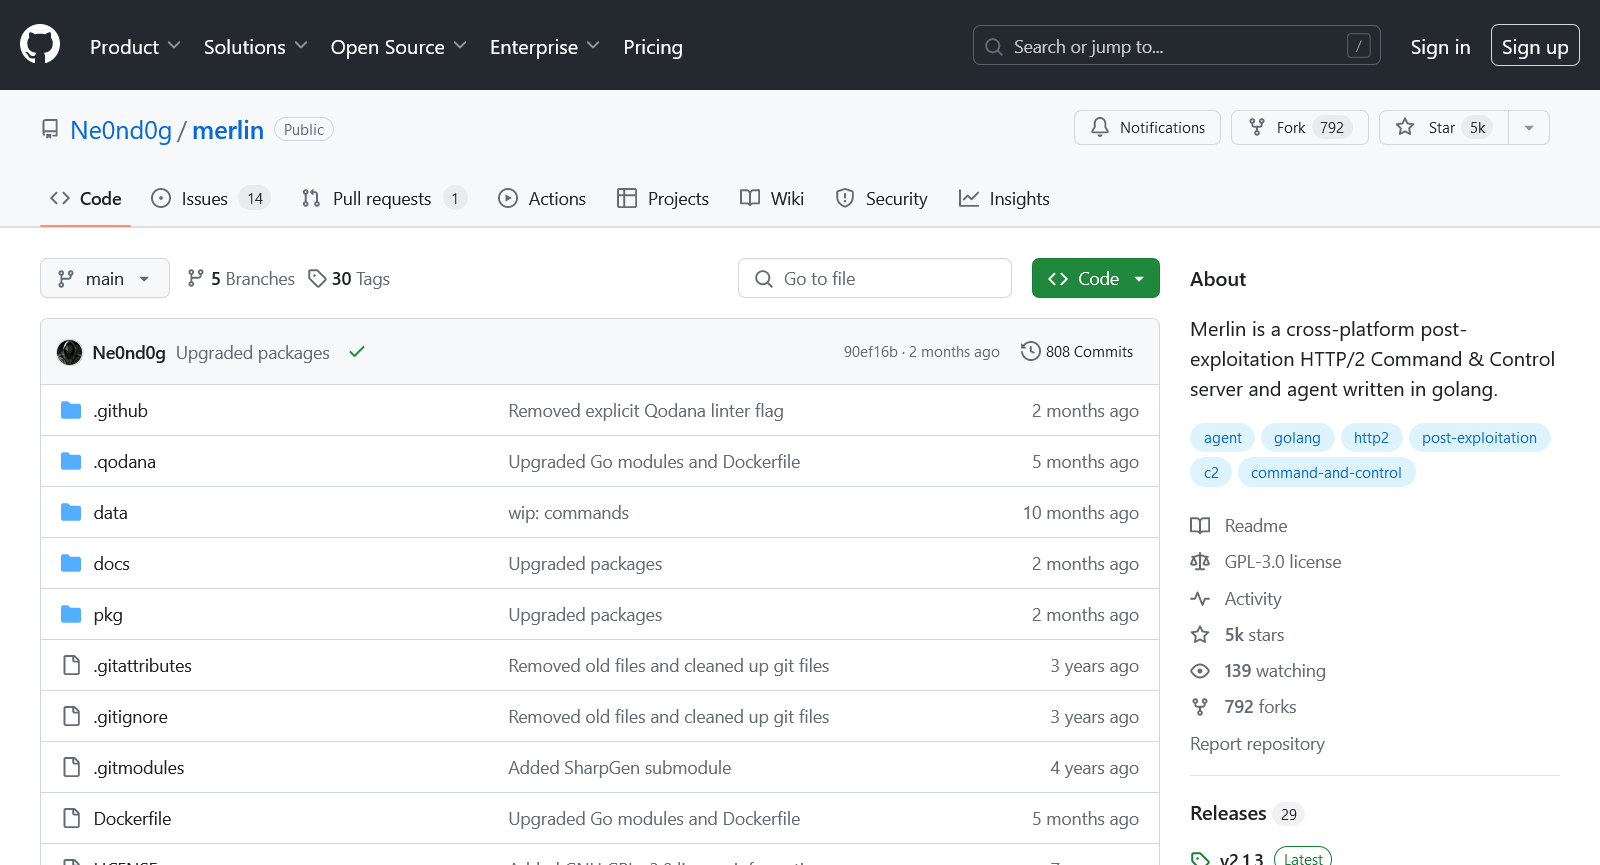 Product Solutions Open Source Enterprise Pricing Search or jump to... / Sign in Sign up
Ne0nd0g / merlin Public Notifications Fork 792 Star 5k
Code Issues 14 Pull requests 1 Actions Projects Wiki Security Insights
main 5 Branches 30 Tags Go to file Code
Ne0nd0g Upgraded packages 90ef16b · 2 months ago 808 Commits
.github Removed explicit Qodana linter flag 2 months ago
.qodana Upgraded Go modules and Dockerfile 5 months ago
data wip: commands 10 months ago
docs Upgraded packages 2 months ago
pkg Upgraded packages 2 months ago
.gitattributes Removed old files and cleaned up git files 3 years ago
.gitignore Removed old files and cleaned up git files 3 years ago
.gitmodules Added SharpGen submodule 4 years ago
Dockerfile Upgraded Go modules and Dockerfile 5 months ago
About
Merlin is a cross-platform post-
exploitation HTTP/2 Command & Control
server and agent written in golang.
agent golang http2 post-exploitation
c2 command-and-control
Readme
GPL-3.0 license
Activity
5k stars
139 watching
792 forks
Report repository
Releases 29
v2.1.3 Latest